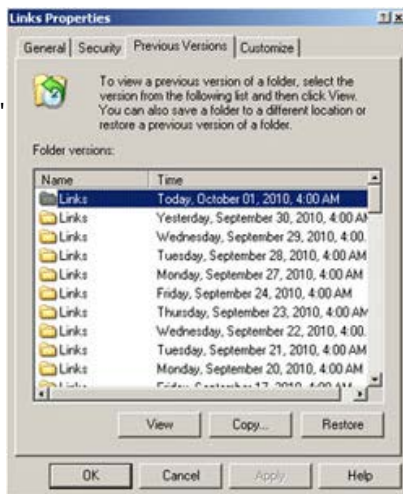 Links Properties
General Security Previous Versions Customize
To view a previous version of a folder, select the
version from the following list and then click View.
You can also save a folder to a different location or
restore a previous version of a folder.
Folder versions:
Name Time
Links Today, October 01, 2010, 4:00 AM
Links Yesterday, September 30, 2010, 4:00 AM
Links Wednesday, September 29, 2010, 4:00.
Links Tuesday, September 28, 2010, 4:00 AM
Links Monday, September 27, 2010, 4:00 AM
Links Friday, September 24, 2010, 4:00 AM
Links Thursday, September 23, 2010, 4:00 AM
Links Wednesday, September 22, 2010, 4:00.
Links Tuesday, September 21, 2010, 4:00 AM
Links Monday, September 20, 2010, 4:00 AM
View Copy... Restore
OK Cancel Apply Help